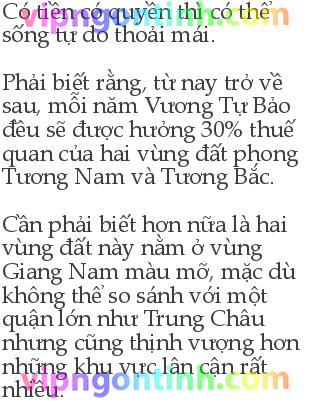 Có tiền có quyền thì có thể
sống tự do thoải mái.
Phải biết rằng, từ nay trở về
sau, mỗi năm Vương Tự Bảo
đều sẽ được hưởng 30% thuế
quan của hai vùng đất phong
Tương Nam và Tương Bắc.
Cần phải biết hơn nữa là hai
vùng đất này nằm ở vùng
Giang Nam màu mỡ, mặc dù
không thể so sánh với một
quận lớn như Trung Châu
nhưng cũng thịnh vượng hơn
những khu vực lân cận rất
nhiều.
vipngontinh.com
vipngontinh.com